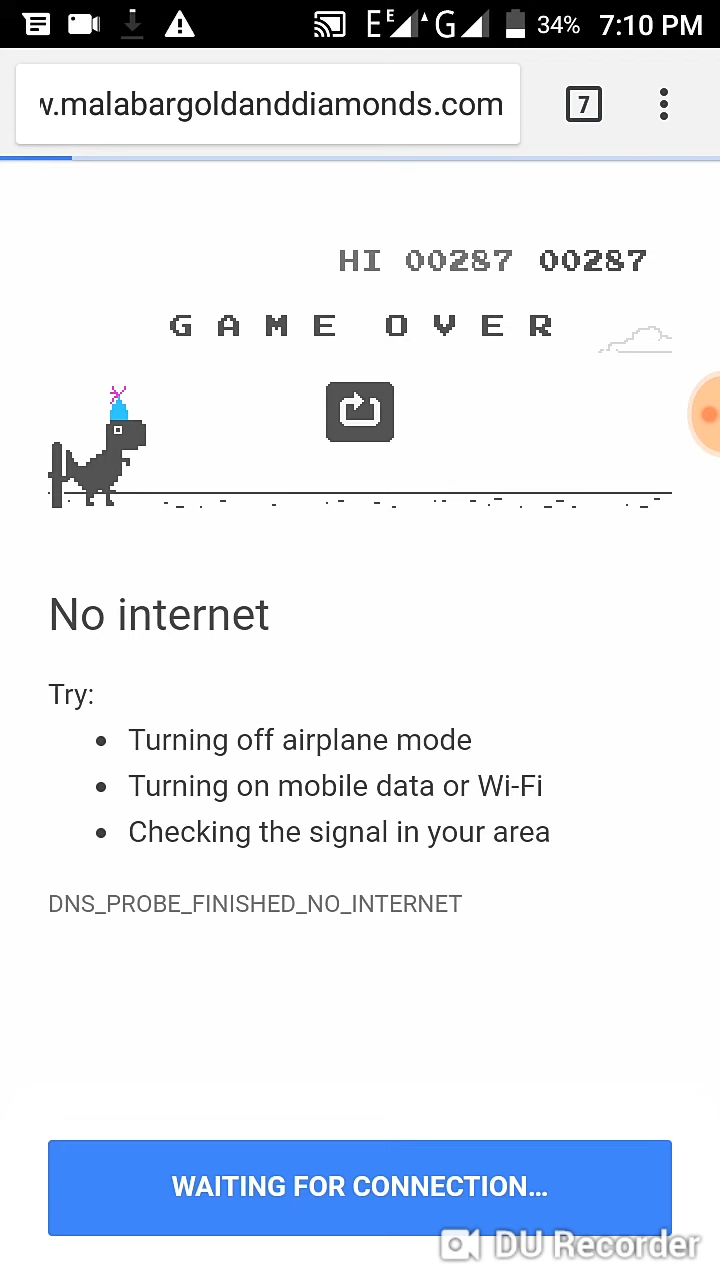 E E G 34% 7:10 PM
v.malabargoldanddiamonds.com 7
HI 00287 00287
GAME OVER
No internet
Try:
• Turning off airplane mode
• Turning on mobile data or Wi-Fi
• Checking the signal in your area
DNS_PROBE_FINISHED_NO_INTERNET
WAITING FOR CONNECTION...
DU Recorder